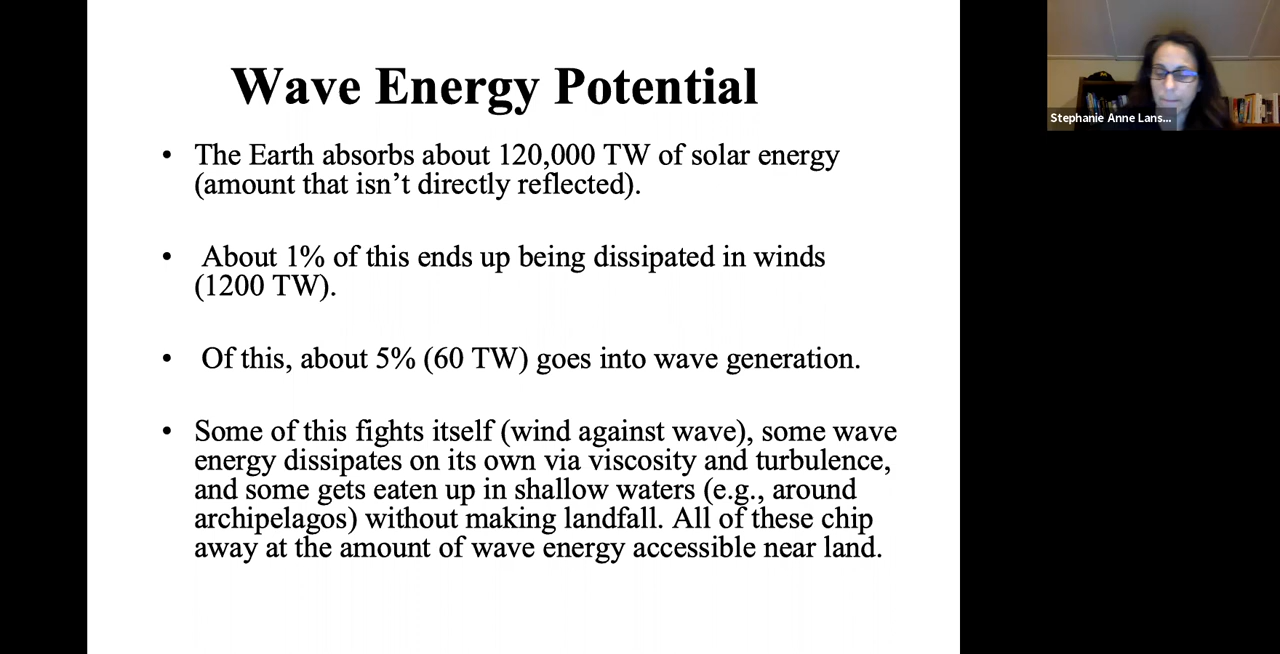 Wave Energy Potential
• The Earth absorbs about 120,000 TW of solar energy
(amount that isn’t directly reflected).
• About 1% of this ends up being dissipated in winds
(1200 TW).
• Of this, about 5% (60 TW) goes into wave generation.
• Some of this fights itself (wind against wave), some wave
energy dissipates on its own via viscosity and turbulence,
and some gets eaten up in shallow waters (e.g., around
archipelagos) without making landfall. All of these chip
away at the amount of wave energy accessible near land.
Stephanie Anne Lans...